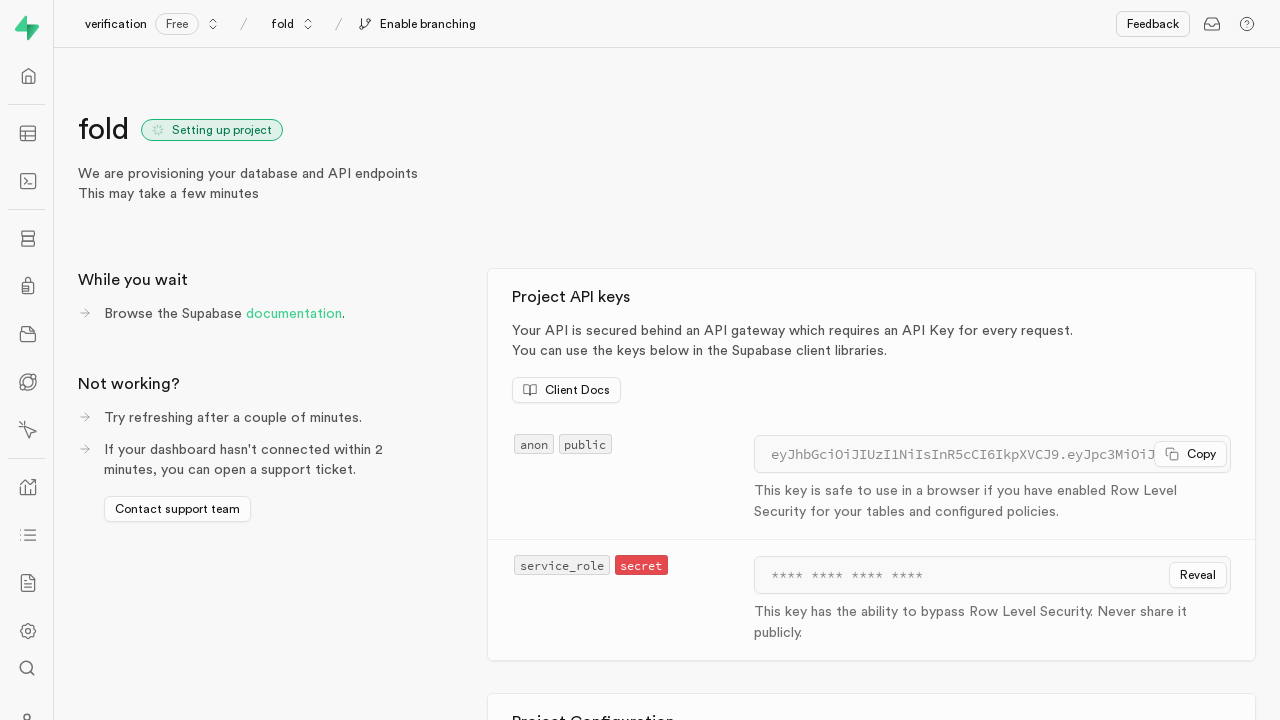 verification Free / fold / Enable branching Feedback
fold Setting up project
We are provisioning your database and API endpoints
This may take a few minutes
While you wait
Browse the Supabase documentation.
Not working?
Try refreshing after a couple of minutes.
If your dashboard hasn't connected within 2
minutes, you can open a support ticket.
Contact support team
Project API keys
Your API is secured behind an API gateway which requires an API Key for every request.
You can use the keys below in the Supabase client libraries.
Client Docs
anon public
eyJhbGciOiJIUzI1NiIsInR5cCI6IkpXVCJ9.eyJpc3MiOiJ Copy
This key is safe to use in a browser if you have enabled Row Level
Security for your tables and configured policies.
service_role secret
**** **** **** **** Reveal
This key has the ability to bypass Row Level Security. Never share it
publicly.
Project Configuration